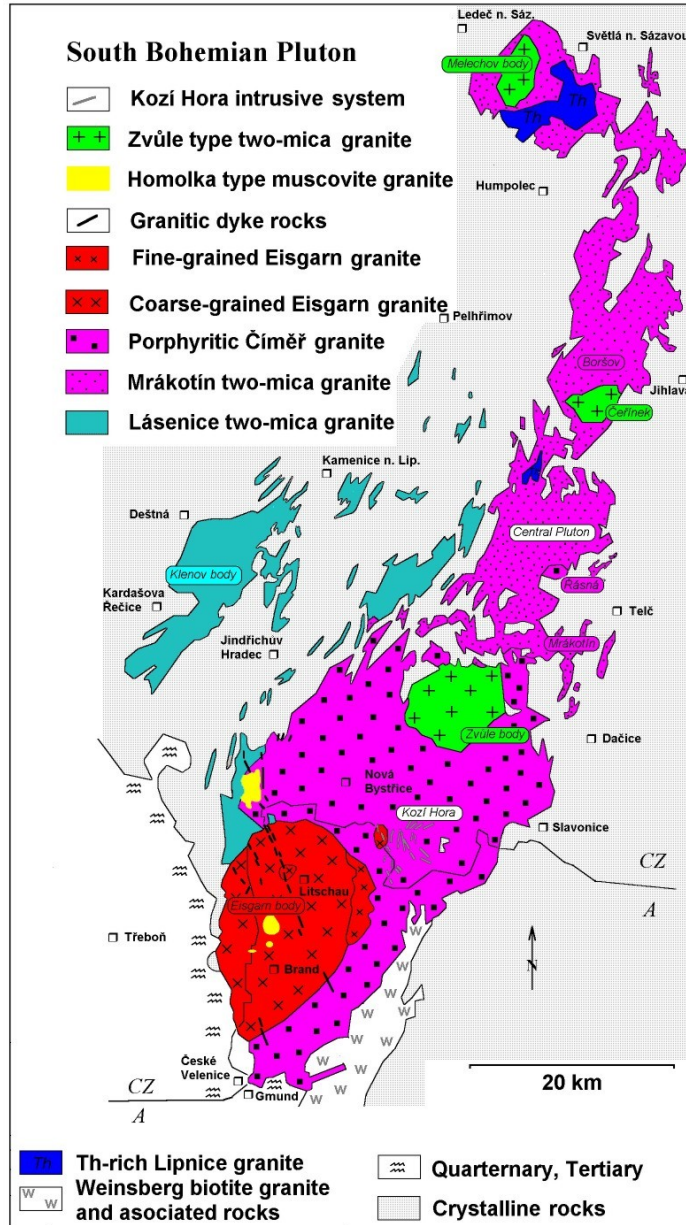 South Bohemian Pluton
Kozí Hora intrusive system
Zvůle type two-mica granite
Homolka type muscovite granite
Granitic dyke rocks
Fine-grained Eisgarn granite
Coarse-grained Eisgarn granite
Porphyritic Číměř granite
Mrákotín two-mica granite
Lásenice two-mica granite
Ledeč n. Sáz.
Světlá n. Sázavou
Melechov body
Th
Th
Humpolec
Pelhřimov
Boršov
Jihlava
Čeřínek
Kamenice n. Lip.
Deštná
Central Pluton
Klenov body
Řásná
Kardašova
Řečice
Telč
Jindřichův
Hradec
Mrákotín
Zvůle body
Dačice
Nová
Bystřice
Kozí Hora
Slavonice
CZ
A
Litschau
Eisgarn body
Třeboň
Brand
N
W W W W W W W W W W W W W
České
Velenice
CZ
A
Gmund
20 km
Th
Th-rich Lipnice granite
W W W W W
Weinsberg biotite granite
and asociated rocks
Quarternary, Tertiary
Crystalline rocks